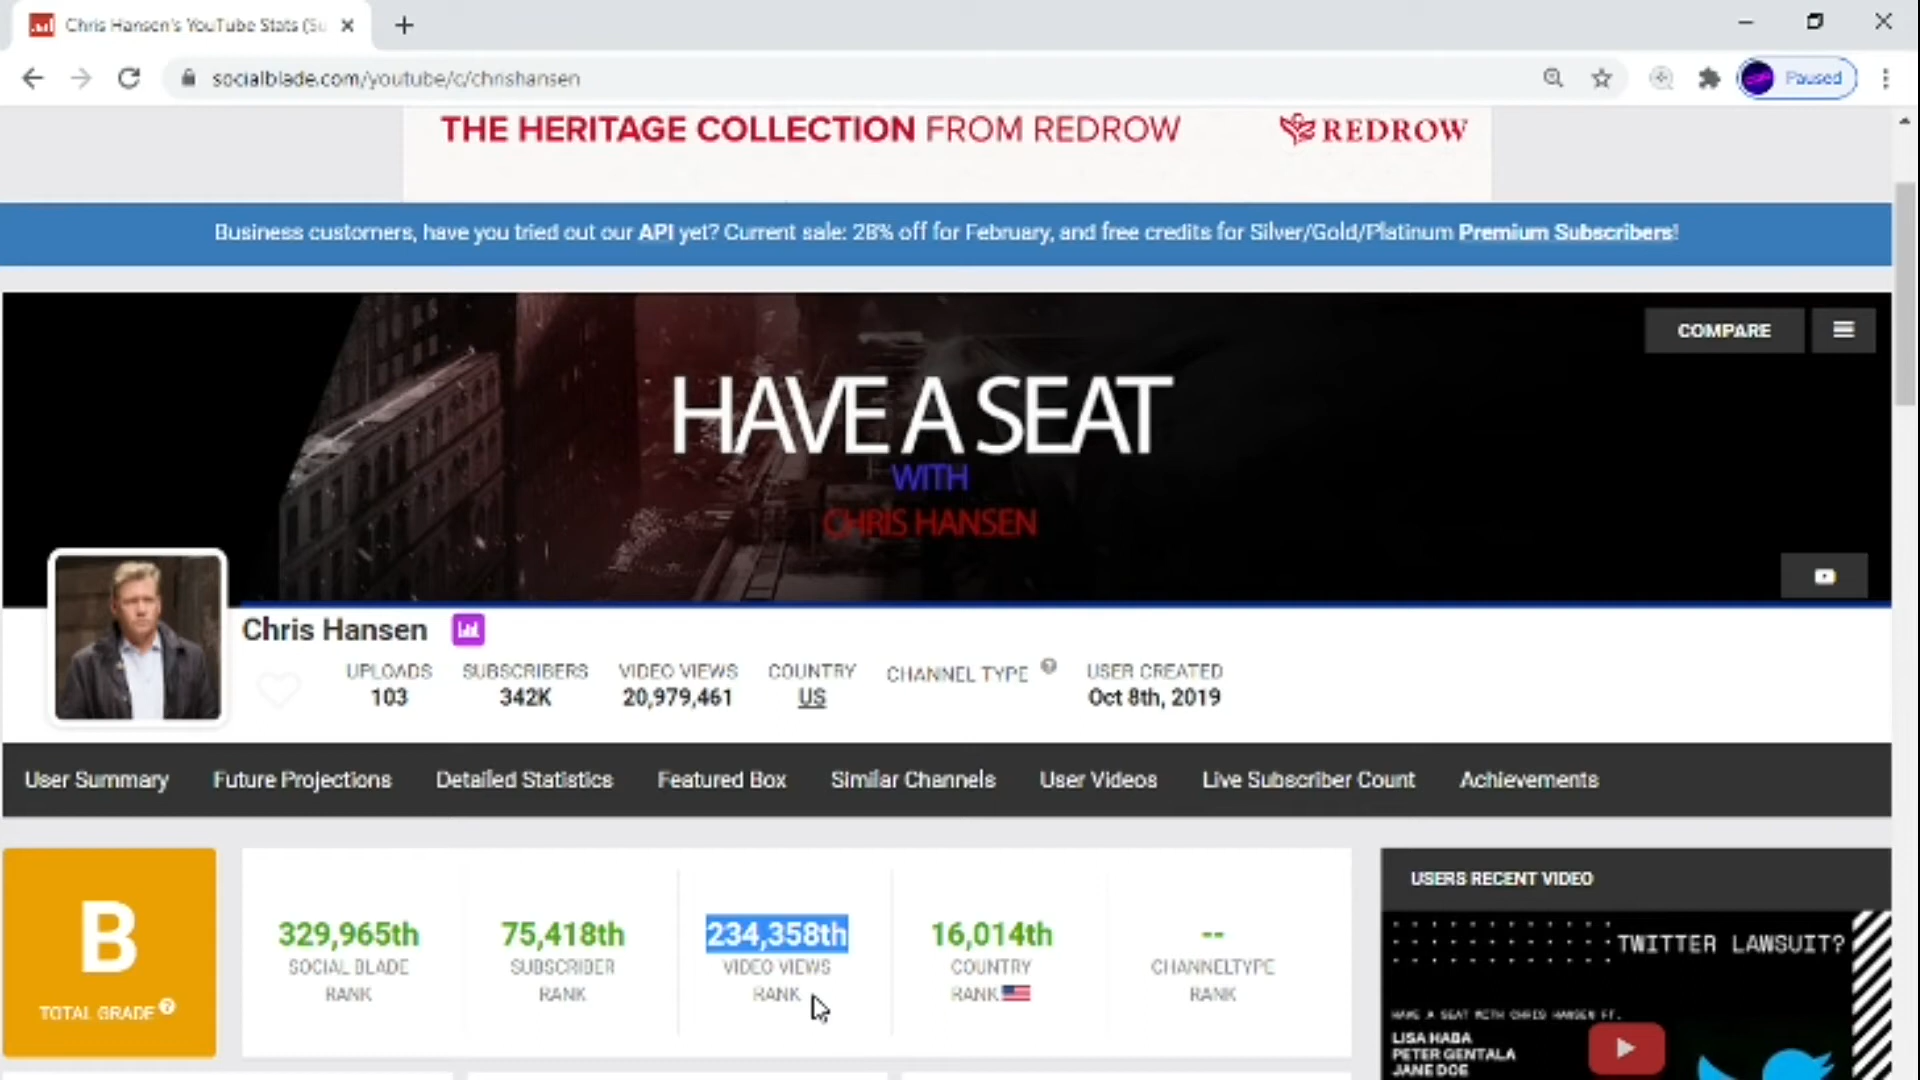 Chris Hansen's YouTube Stats (Su
socialblade.com/youtube/c/chrishansen
Paused
THE HERITAGE COLLECTION FROM REDROW
REDROW
Business customers, have you tried out our API yet? Current sale: 28% off for February, and free credits for Silver/Gold/Platinum Premium Subscribers!
COMPARE
HAVE A SEAT
WITH
CHRIS HANSEN
Chris Hansen
UPLOADS
103
SUBSCRIBERS
342K
VIDEO VIEWS
20,979,461
COUNTRY
US
CHANNEL TYPE
USER CREATED
Oct 8th, 2019
User Summary
Future Projections
Detailed Statistics
Featured Box
Similar Channels
User Videos
Live Subscriber Count
Achievements
B
TOTAL GRADE
329,965th
SOCIAL BLADE
RANK
75,418th
SUBSCRIBER
RANK
234,358th
VIDEO VIEWS
RANK
16,014th
COUNTRY
RANK
--
CHANNELTYPE
RANK
USERS RECENT VIDEO
TWITTER LAWSUIT?
HAVE A SEAT WITH CHRIS HANSEN FT.
LISA HABA
PETER GENTALA
JANE DOE